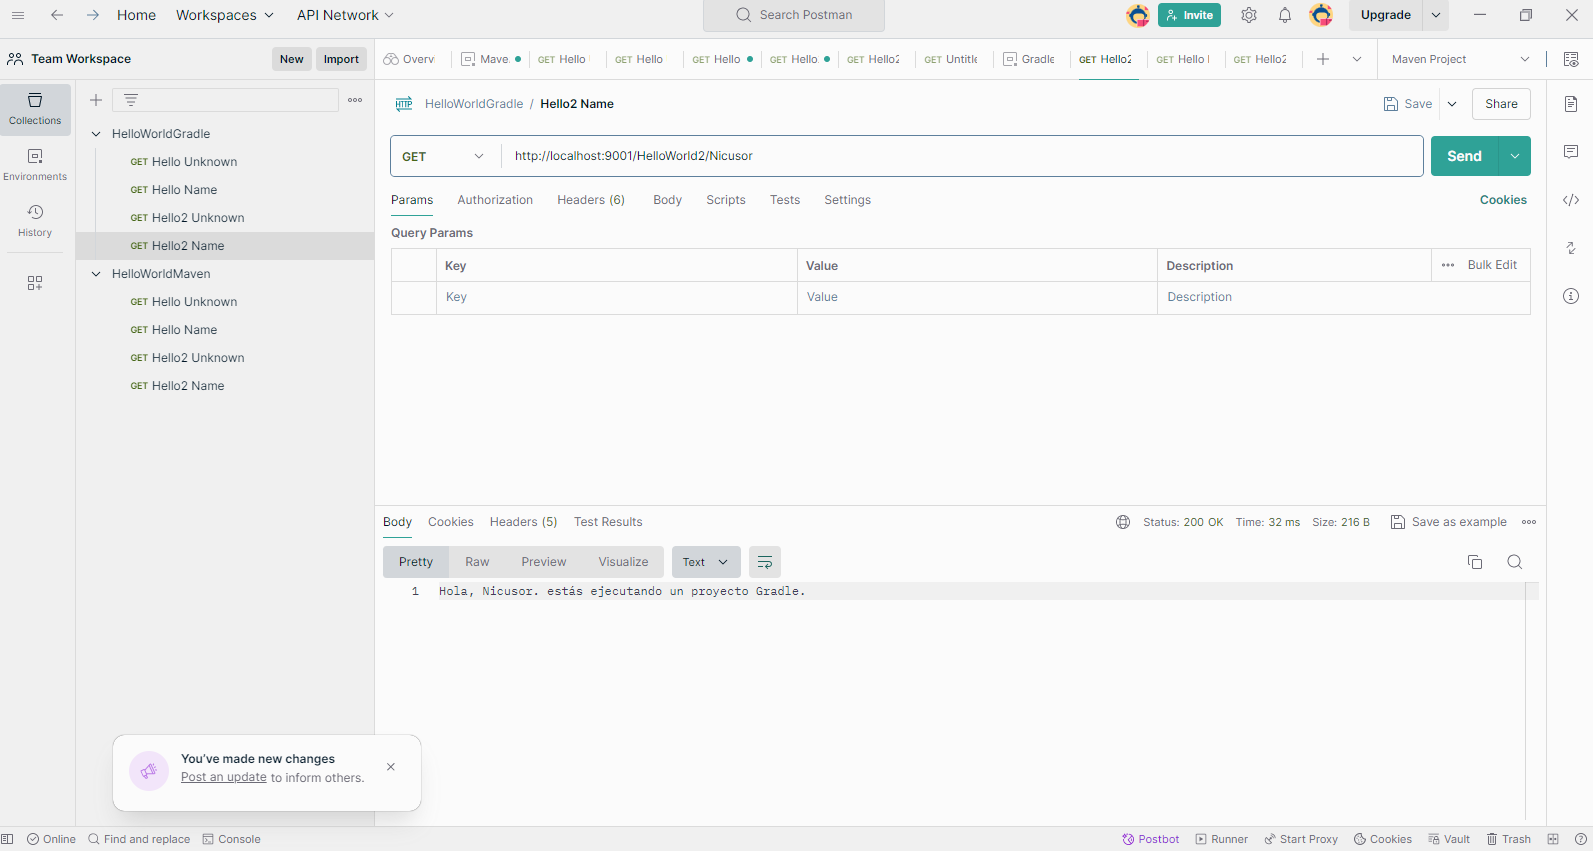 Home Workspaces API Network Search Postman Invite Upgrade
Team Workspace New Import Overvi Mave GET Hello GET Hello GET Hello GET Hello. GET Hello2 GET Untitle Gradle GET Hello2 GET Hello GET Hello2 Maven Project
Collections
Environments
History
HelloWorldGradle
GET Hello Unknown
GET Hello Name
GET Hello2 Unknown
GET Hello2 Name
HelloWorldMaven
GET Hello Unknown
GET Hello Name
GET Hello2 Unknown
GET Hello2 Name
HTTP HelloWorldGradle / Hello2 Name Save Share
GET http://localhost:9001/HelloWorld2/Nicusor Send
Params Authorization Headers (6) Body Scripts Tests Settings Cookies
Query Params
Key Value Description Bulk Edit
Key Value Description
Body Cookies Headers (5) Test Results Status: 200 OK Time: 32 ms Size: 216 B Save as example
Pretty Raw Preview Visualize Text
1 Hola, Nicusor. estás ejecutando un proyecto Gradle.
You've made new changes
Post an update to inform others.
Online Find and replace Console Postbot Runner Start Proxy Cookies Vault Trash